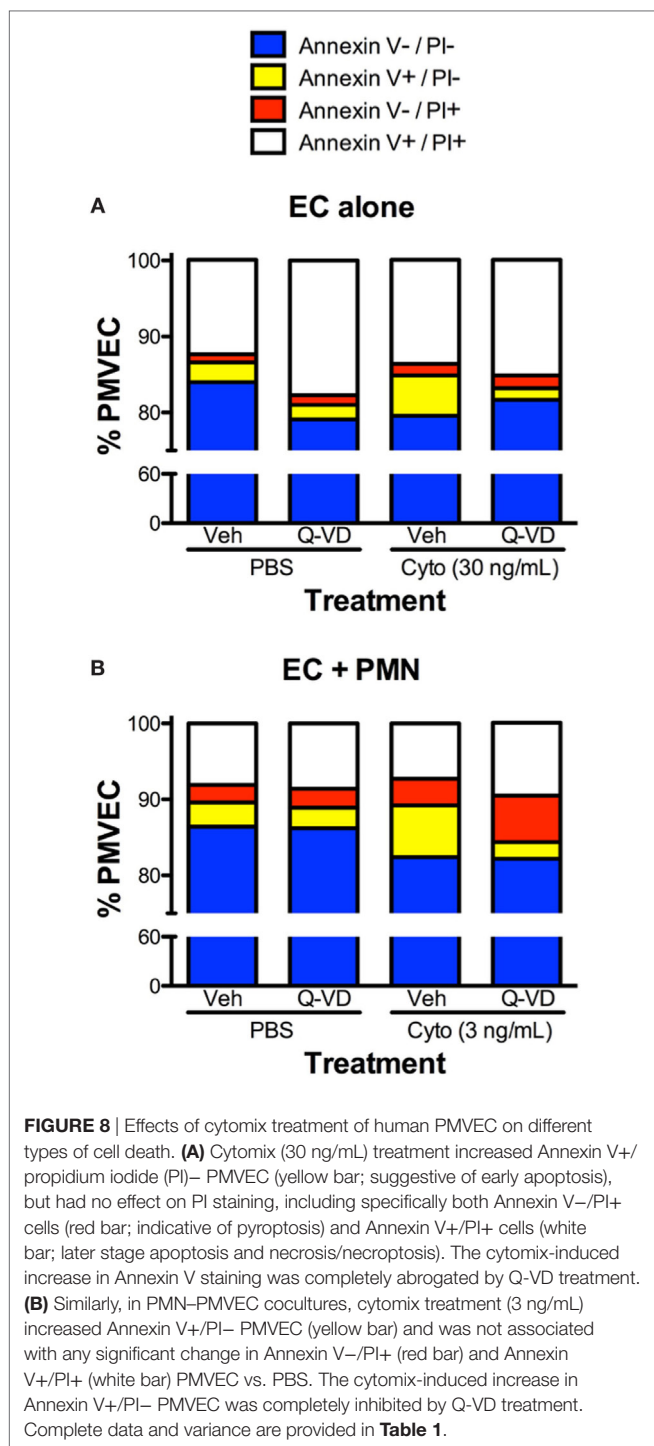 Annexin V- / PI-
Annexin V+ / PI-
Annexin V- / PI+
Annexin V+ / PI+
A
EC alone
100
90
80
60
0
% PMVEC
Veh Q-VD Veh Q-VD
PBS Cyto (30 ng/mL)
Treatment
B
EC + PMN
100
90
80
60
0
% PMVEC
Veh Q-VD Veh Q-VD
PBS Cyto (3 ng/mL)
Treatment
FIGURE 8 | Effects of cytomix treatment of human PMVEC on different
types of cell death. (A) Cytomix (30 ng/mL) treatment increased Annexin V+/
propidium iodide (PI)− PMVEC (yellow bar; suggestive of early apoptosis),
but had no effect on PI staining, including specifically both Annexin V−/PI+
cells (red bar; indicative of pyroptosis) and Annexin V+/PI+ cells (white
bar; later stage apoptosis and necrosis/necroptosis). The cytomix-induced
increase in Annexin V staining was completely abrogated by Q-VD treatment.
(B) Similarly, in PMN–PMVEC cocultures, cytomix treatment (3 ng/mL)
increased Annexin V+/PI− PMVEC (yellow bar) and was not associated
with any significant change in Annexin V−/PI+ (red bar) and Annexin
V+/PI+ (white bar) PMVEC vs. PBS. The cytomix-induced increase in
Annexin V+/PI− PMVEC was completely inhibited by Q-VD treatment.
Complete data and variance are provided in Table 1.